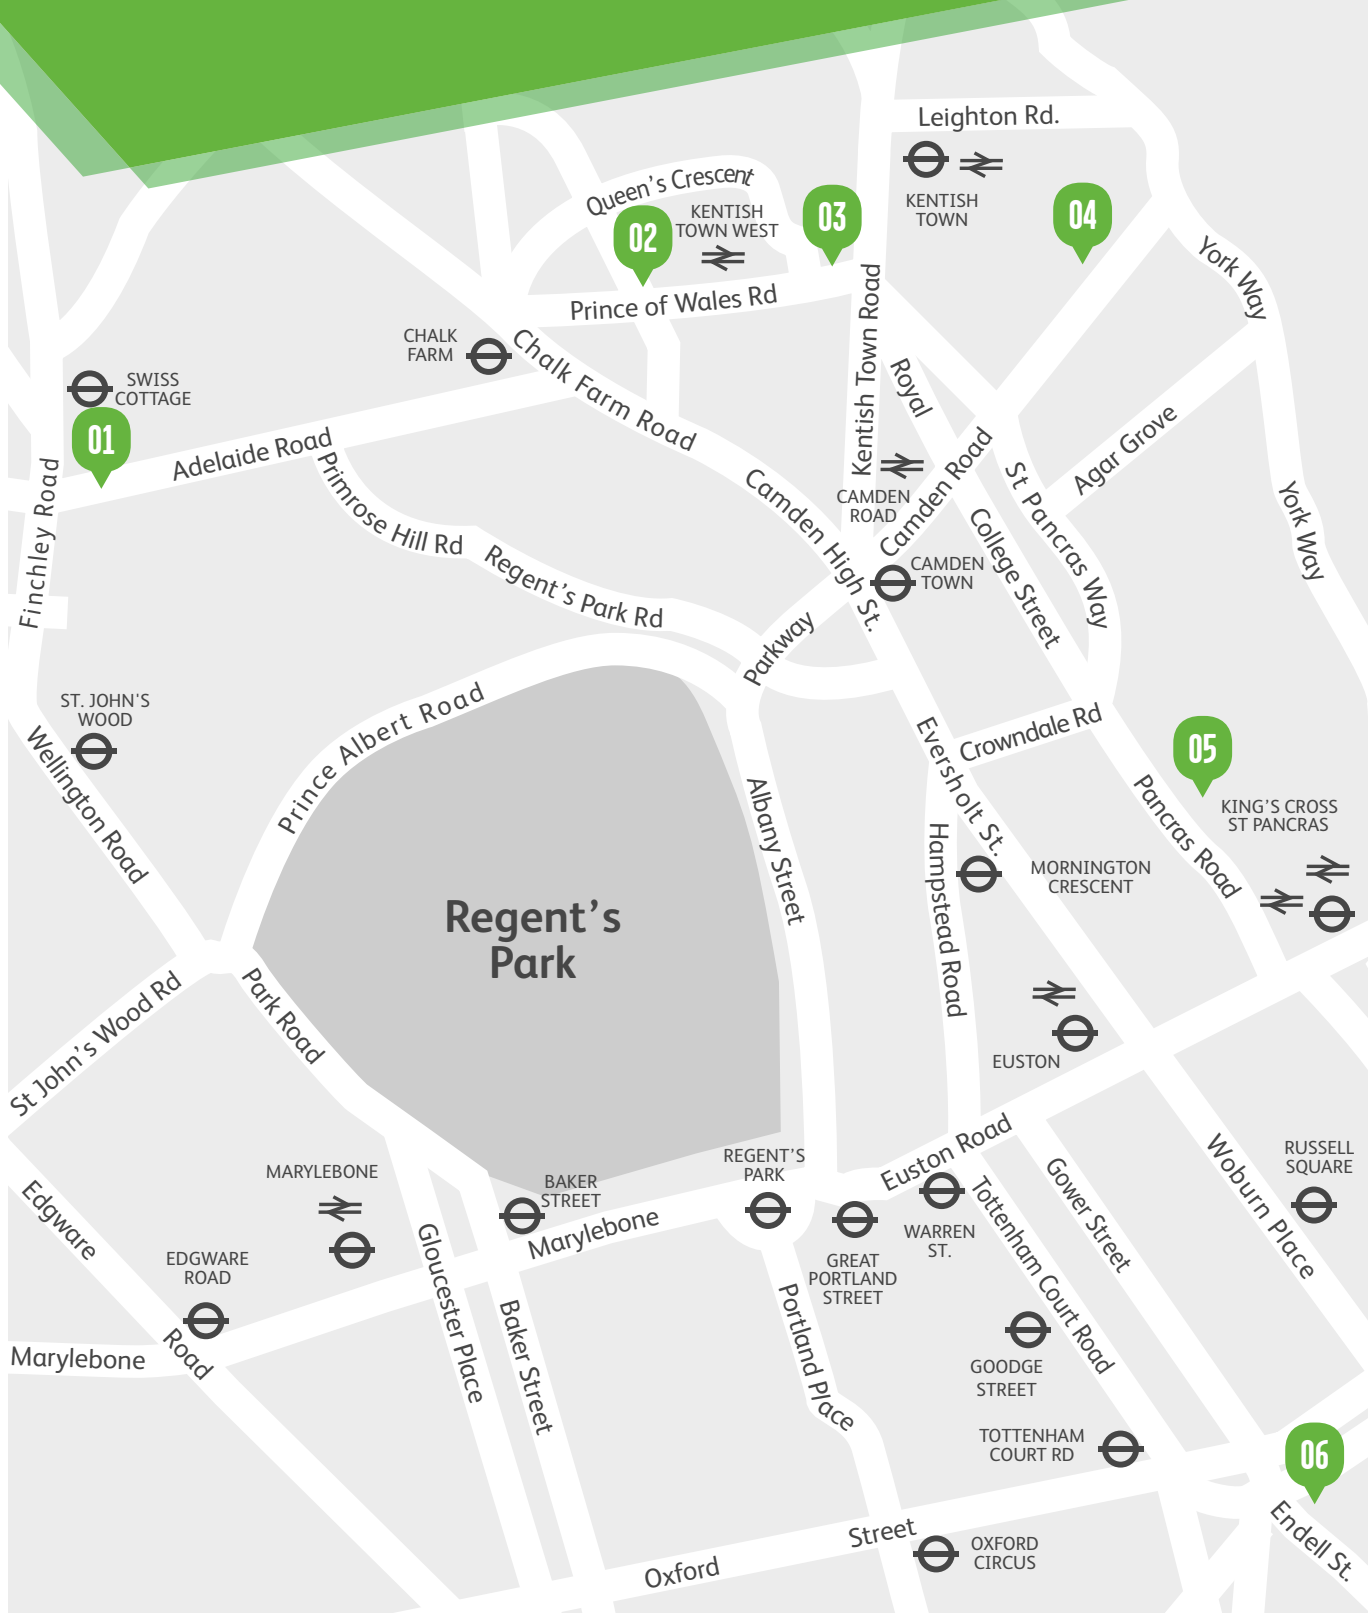 Leighton Rd.
KENTISH
TOWN
Queen's Crescent
KENTISH
TOWN WEST
03
04
02
York Way
Prince of Wales Rd
Kentish Town Road
CHALK
FARM
Chalk Farm Road
Royal
SWISS
COTTAGE
01
Adelaide Road
Agar Grove
Finchley Road
Primrose Hill Rd
Camden High St.
CAMDEN
ROAD
Camden Road
St Pancras Way
College Street
York Way
Regent's Park Rd
CAMDEN
TOWN
Parkway
ST. JOHN'S
WOOD
Prince Albert Road
Wellington Road
Eversholt St.
Crowndale Rd
05
Albany Street
Hampstead Road
Pancras Road
KING'S CROSS
ST PANCRAS
MORNINGTON
CRESCENT
Regent's
Park
St John's Wood Rd
Park Road
EUSTON
Euston Road
Woburn Place
RUSSELL
SQUARE
REGENT'S
PARK
MARYLEBONE
BAKER
STREET
Edgware
Road
EDGWARE
ROAD
Marylebone
WARREN
ST.
Tottenham Court Road
Gower Street
GREAT
PORTLAND
STREET
Gloucester Place
Baker Street
Portland Place
Marylebone
GOODGE
STREET
TOTTENHAM
COURT RD
06
Endell St.
Oxford
Street
OXFORD
CIRCUS